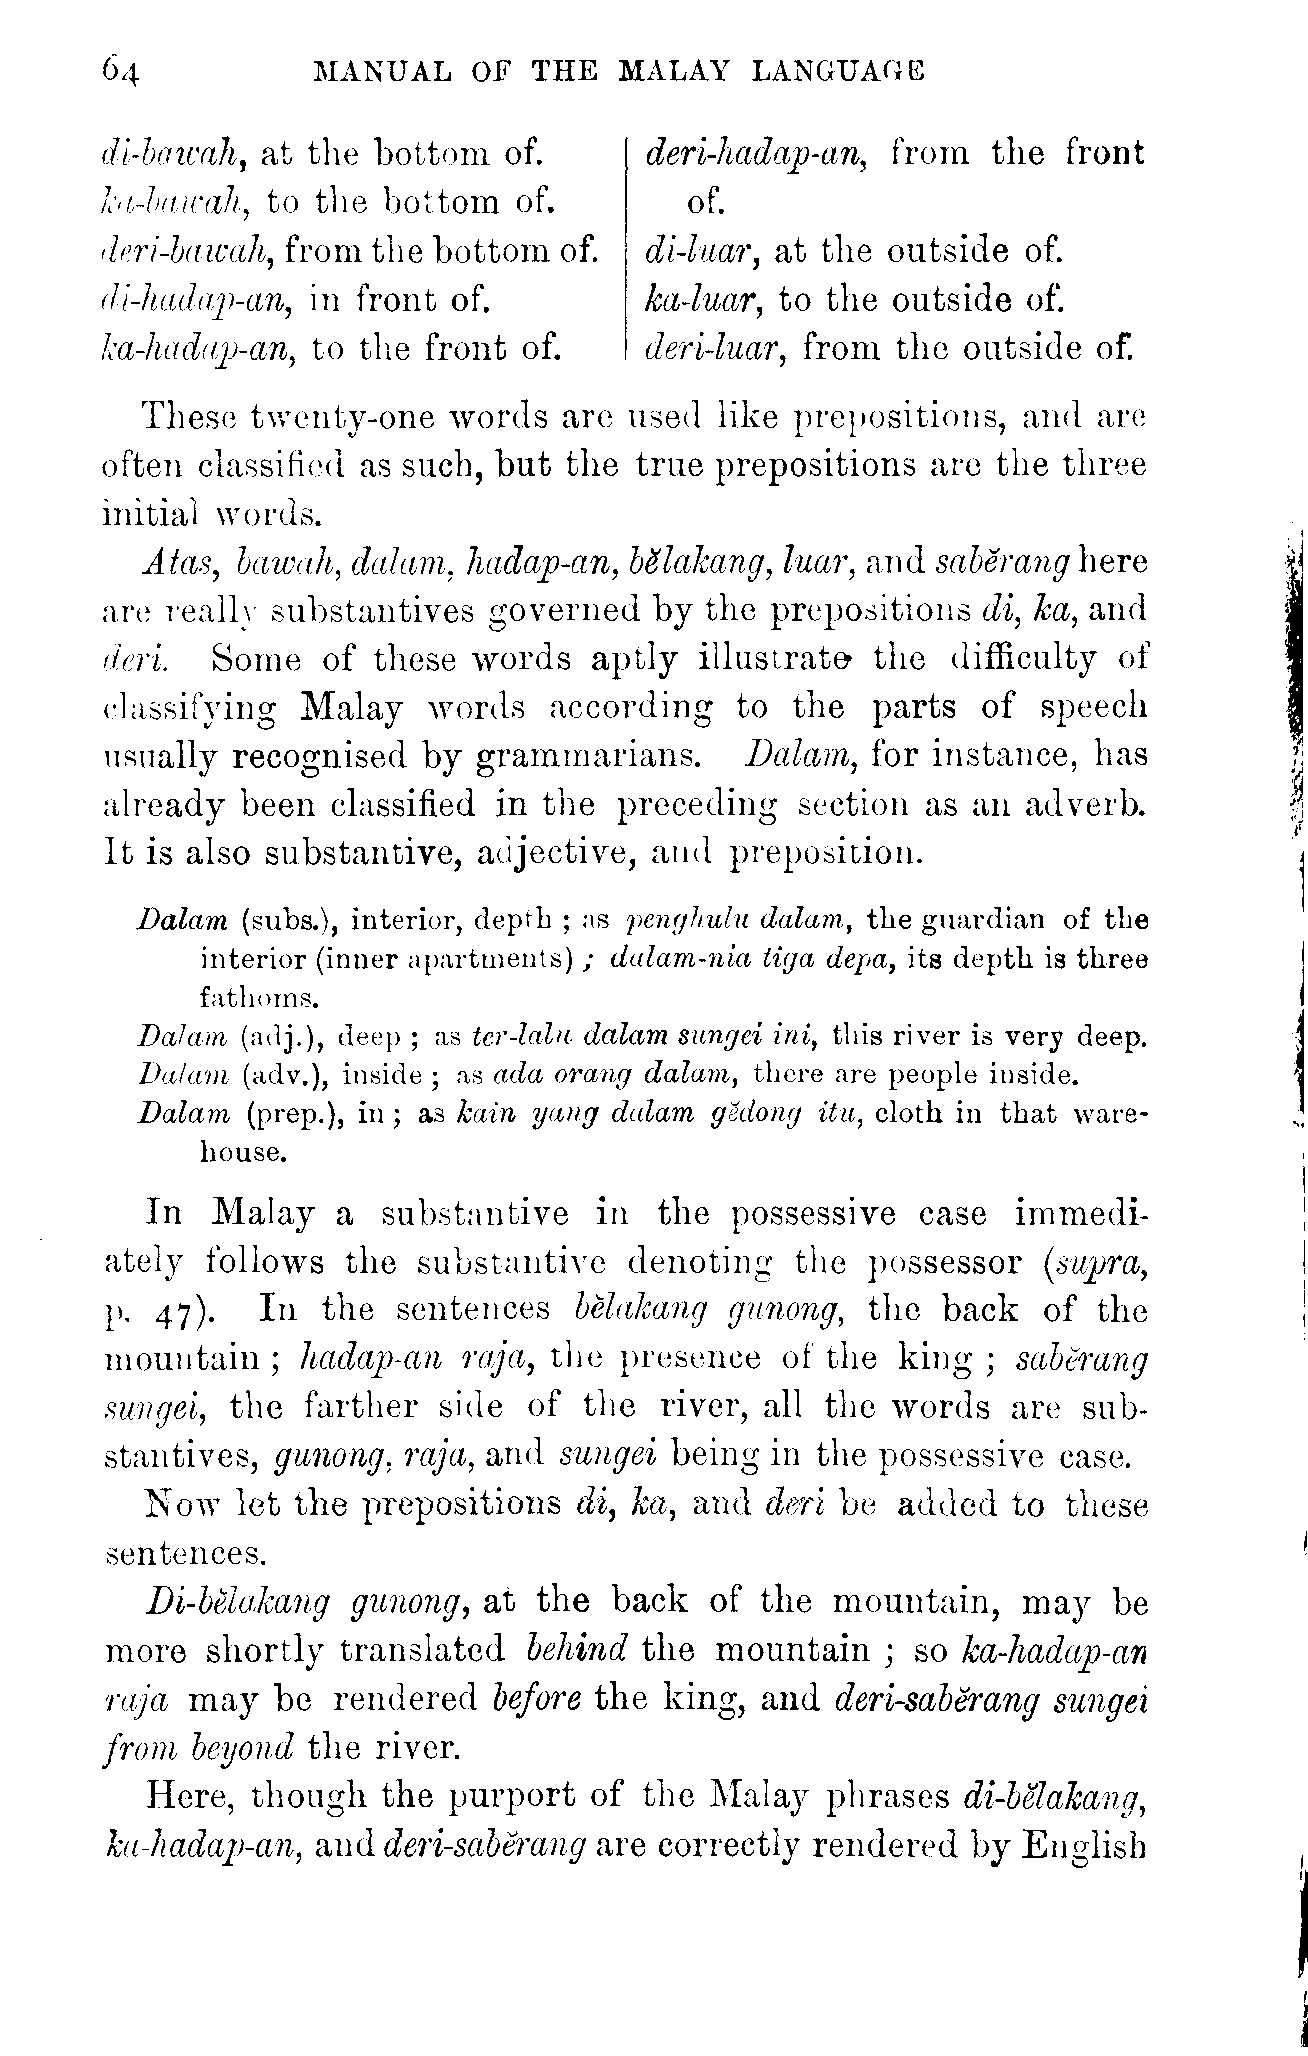 64 MANUAL OF THE MALAY LANGUAGE
di-bawah, at the bottom of.
ka-bawah, to the bottom of.
deri-bawah, from the bottom of.
di-hadap-an, in front of.
ka-hadap-an, to the front of.
deri-hadap-an, from the front
of.
di-luar, at the outside of.
ka-luar, to the outside of.
deri-luar, from the outside of.
These twenty-one words are used like prepositions, and are
often classified as such, but the true prepositions are the three
initial words.
Atas, bawah, dalam, hadap-an, bĕlakang, luar, and sabĕrang here
are really substantives governed by the prepositions di, ka, and
deri. Some of these words aptly illustrate the difficulty of
classifying Malay words according to the parts of speech
usually recognised by grammarians. Dalam, for instance, has
already been classified in the preceding section as an adverb.
It is also substantive, adjective, and preposition.
Dalam (subs.), interior, depth ; as penghulu dalam, the guardian of the
interior (inner apartments) ; dalam-nia tiga depa, its depth is three
fathoms.
Dalam (adj.), deep ; as ter-lalu dalam sungei ini, this river is very deep.
Dalam (adv.), inside ; as ada orang dalam, there are people inside.
Dalam (prep.), in ; as kain yang dalam gĕdong itu, cloth in that ware-
house.
In Malay a substantive in the possessive case immedi-
ately follows the substantive denoting the possessor (supra,
p. 47). In the sentences bĕlakang gunong, the back of the
mountain ; hadap-an raja, the presence of the king ; sabĕrang
sungei, the farther side of the river, all the words are sub-
stantives, gunong, raja, and sungei being in the possessive case.
Now let the prepositions di, ka, and deri be added to these
sentences.
Di-bĕlakang gunong, at the back of the mountain, may be
more shortly translated behind the mountain ; so ka-hadap-an
raja may be rendered before the king, and deri-sabĕrang sungei
from beyond the river.
Here, though the purport of the Malay phrases di-bĕlakang,
ka-hadap-an, and deri-sabĕrang are correctly rendered by English